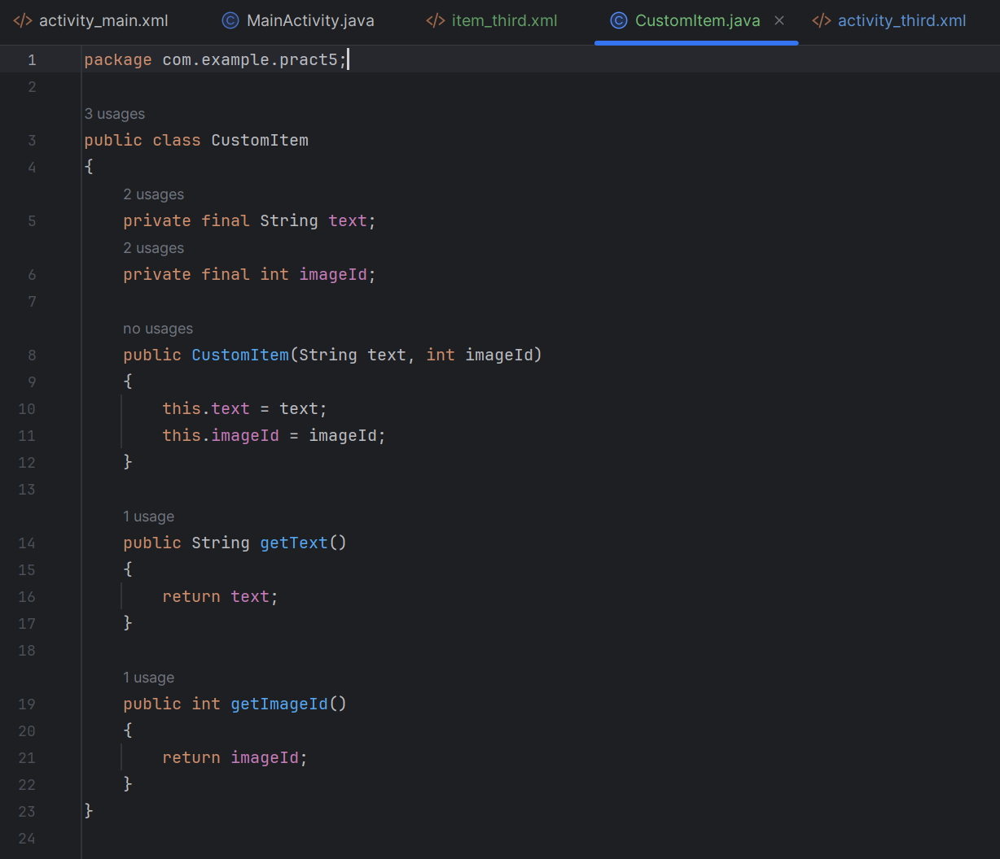 </> activity_main.xml © MainActivity.java </> item_third.xml © CustomItem.java × </> activity_third.xml
1 package com.example.pract5;
2
3 usages
3 public class CustomItem
4 {
2 usages
5 private final String text;
2 usages
6 private final int imageId;
7
no usages
8 public CustomItem(String text, int imageId)
9 {
10 this.text = text;
11 this.imageId = imageId;
12 }
13
1 usage
14 public String getText()
15 {
16 return text;
17 }
18
1 usage
19 public int getImageId()
20 {
21 return imageId;
22 }
23 }
24